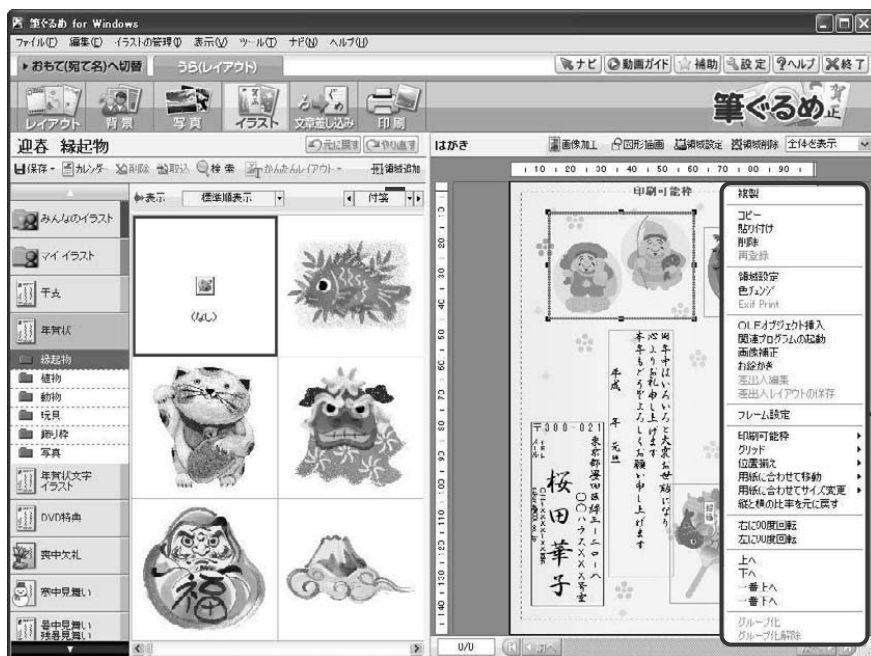 筆ぐるめ for Windows
ファイル(F) 編集(E) イラストの管理(I) 表示(V) ツール(T) ナビ(N) ヘルプ(H)
▶おもて(宛て名)へ切替 うら(レイアウト) ナビ 動画ガイド 補助 設定 ヘルプ 終了
レイアウト 背景 写真 イラスト 文章差し込み 印刷 筆ぐるめ 賀正
迎春 縁起物 元に戻す やり直す はがき 画像加工 図形描画 領域設定 領域削除 全体を表示
保存 カレンダー 削除 取込 検索 かんたんレイアウト 領域追加
表示 標準順表示 付箋
10 20 30 40 50 60 70 80 90
印刷可能枠
みんなのイラスト
マイ イラスト
干支
年賀状
縁起物
植物
動物
玩具
飾り枠
写真
年賀状文字
イラスト
DVD特典
喪中欠礼
寒中見舞い
暑中見舞い
残暑見舞い
(なし)
福
旧年中はいろいろと大変お世話になり
心よりお礼申し上げます
本年もどうぞよろしくお願い申し上げます
平成 年 元旦
〒300-021
桜田華子
複製
コピー
貼り付け
削除
再登録
領域設定
色チェンジ
Exif Print
OLEオブジェクト挿入
関連プログラムの起動
画像補正
お絵かき
差出人編集
差出人レイアウトの保存
フレーム設定
印刷可能枠
グリッド
位置揃え
用紙に合わせて移動
用紙に合わせてサイズ変更
縦と横の比率を元に戻す
右に90度回転
左に90度回転
上へ
下へ
一番上へ
一番下へ
グループ化
グループ化解除
0/0